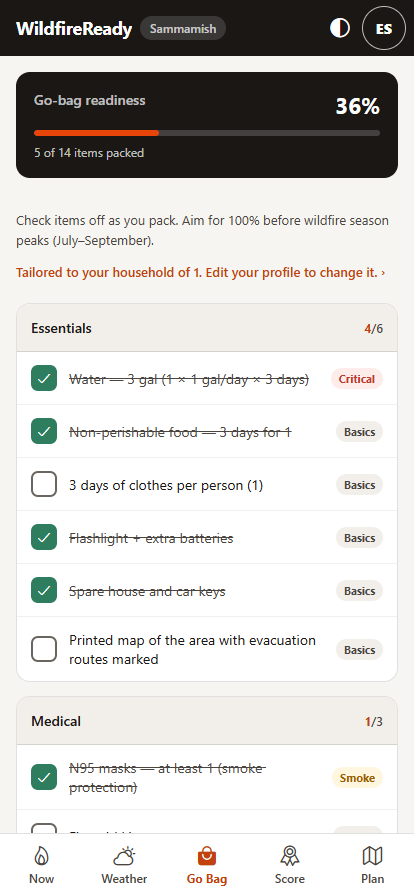 WildfireReady Sammamish ES
Go-bag readiness 36%
5 of 14 items packed
Check items off as you pack. Aim for 100% before wildfire season
peaks (July–September).
Tailored to your household of 1. Edit your profile to change it. ›
Essentials 4/6
Water — 3 gal (1 × 1 gal/day × 3 days) Critical
Non-perishable food — 3 days for 1 Basics
3 days of clothes per person (1) Basics
Flashlight + extra batteries Basics
Spare house and car keys Basics
Printed map of the area with evacuation
routes marked Basics
Medical 1/3
N95 masks — at least 1 (smoke
protection) Smoke
Now Weather Go Bag Score Plan